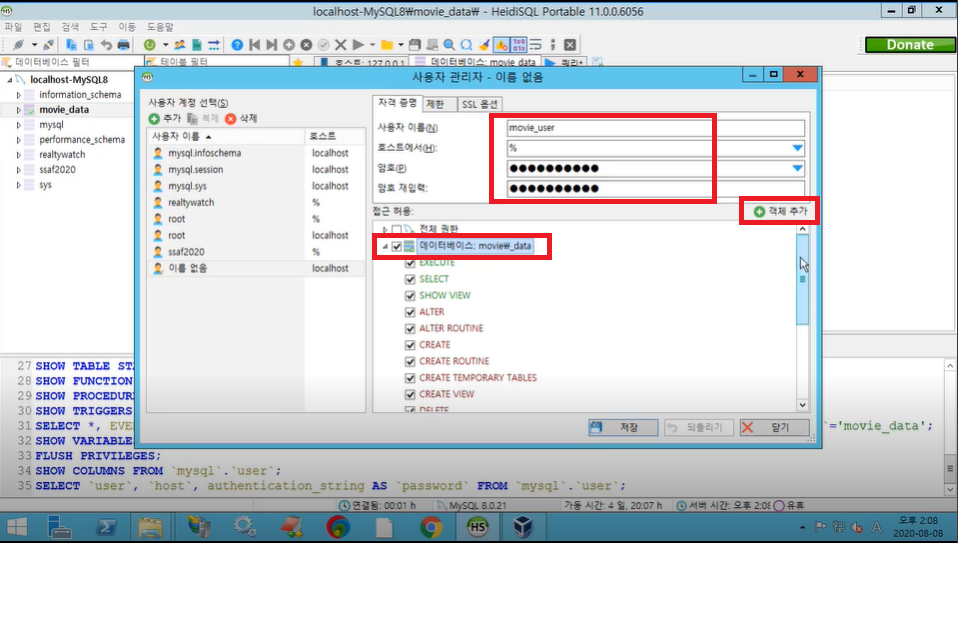 localhost-MySQL8₩movie_data₩ - HeidiSQL Portable 11.0.0.6056
파일 편집 검색 도구 이동 도움말
Donate
데이터베이스 필터
테이블 필터
호스트: 127.0.0.1
데이터베이스: movie_data
쿼리*
localhost-MySQL8
information_schema
movie_data
mysql
performance_schema
realtywatch
ssaf2020
sys
사용자 관리자 - 이름 없음
사용자 계정 선택(S)
추가 복제 삭제
사용자 이름 호스트
mysql.infoschema localhost
mysql.session localhost
mysql.sys localhost
realtywatch %
root %
root localhost
ssaf2020 %
이름 없음 localhost
자격 증명 제한 SSL 옵션
사용자 이름(N) movie_user
호스트에서(H): %
암호(P) ●●●●●●●●●●
암호 재입력: ●●●●●●●●●●
접근 허용: 객체 추가
전체 권한
데이터베이스: movie₩_data
EXECUTE
SELECT
SHOW VIEW
ALTER
ALTER ROUTINE
CREATE
CREATE ROUTINE
CREATE TEMPORARY TABLES
CREATE VIEW
DELETE
저장 되돌리기 닫기
27 SHOW TABLE
28 SHOW FUNCTION
29 SHOW PROCEDURE
30 SHOW TRIGGERS
31 SELECT *, `='movie_data';
32 SHOW VARIABLE
33 FLUSH PRIVILEGES;
34 SHOW COLUMNS FROM `mysql`.`user`;
35 SELECT `user`, `host`, authentication_string AS `password` FROM `mysql`.`user`;
연결됨: 00:01 h MySQL 8.0.21 가동 시간: 4 일, 20:07 h 서버 시간: 오후 2:08 유휴
HS
A
오후 2:08
2020-08-08